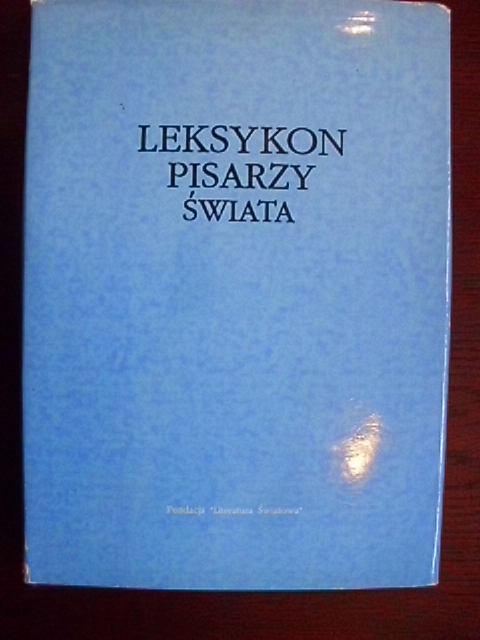 LEKSYKON
PISARZY
ŚWIATA
Fundacja "Literatura Światowa"